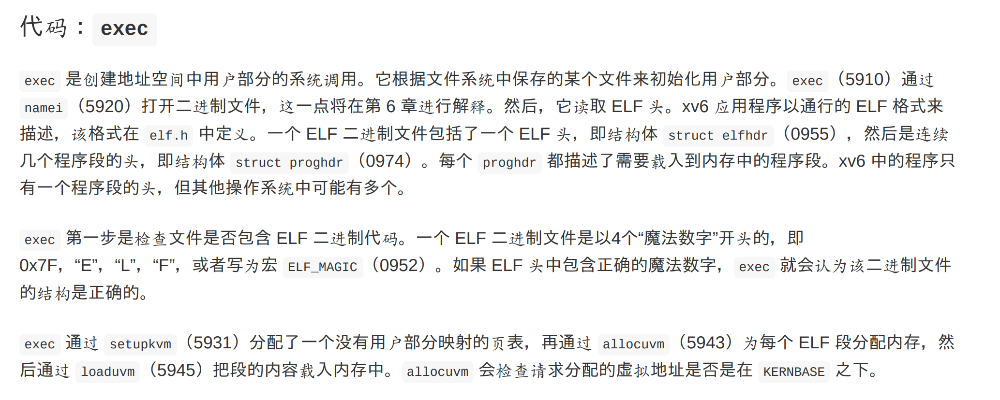 代码：exec
exec 是创建地址空间中用户部分的系统调用。它根据文件系统中保存的某个文件来初始化用户部分。exec（5910）通过
namei（5920）打开二进制文件，这一点将在第 6 章进行解释。然后，它读取 ELF 头。xv6 应用程序以通行的 ELF 格式来
描述，该格式在 elf.h 中定义。一个 ELF 二进制文件包括了一个 ELF 头，即结构体 struct elfhdr（0955），然后是连续
几个程序段的头，即结构体 struct proghdr（0974）。每个 proghdr 都描述了需要载入到内存中的程序段。xv6 中的程序只
有一个程序段的头，但其他操作系统中可能有多个。
exec 第一步是检查文件是否包含 ELF 二进制代码。一个 ELF 二进制文件是以4个“魔法数字”开头的，即
0x7F，“E”，“L”，“F”，或者写为宏 ELF_MAGIC（0952）。如果 ELF 头中包含正确的魔法数字，exec 就会认为该二进制文件
的结构是正确的。
exec 通过 setupkvm（5931）分配了一个没有用户部分映射的页表，再通过 allocuvm（5943）为每个 ELF 段分配内存，然
后通过 loaduvm（5945）把段的内容载入内存中。allocuvm 会检查请求分配的虚拟地址是否是在 KERNBASE 之下。